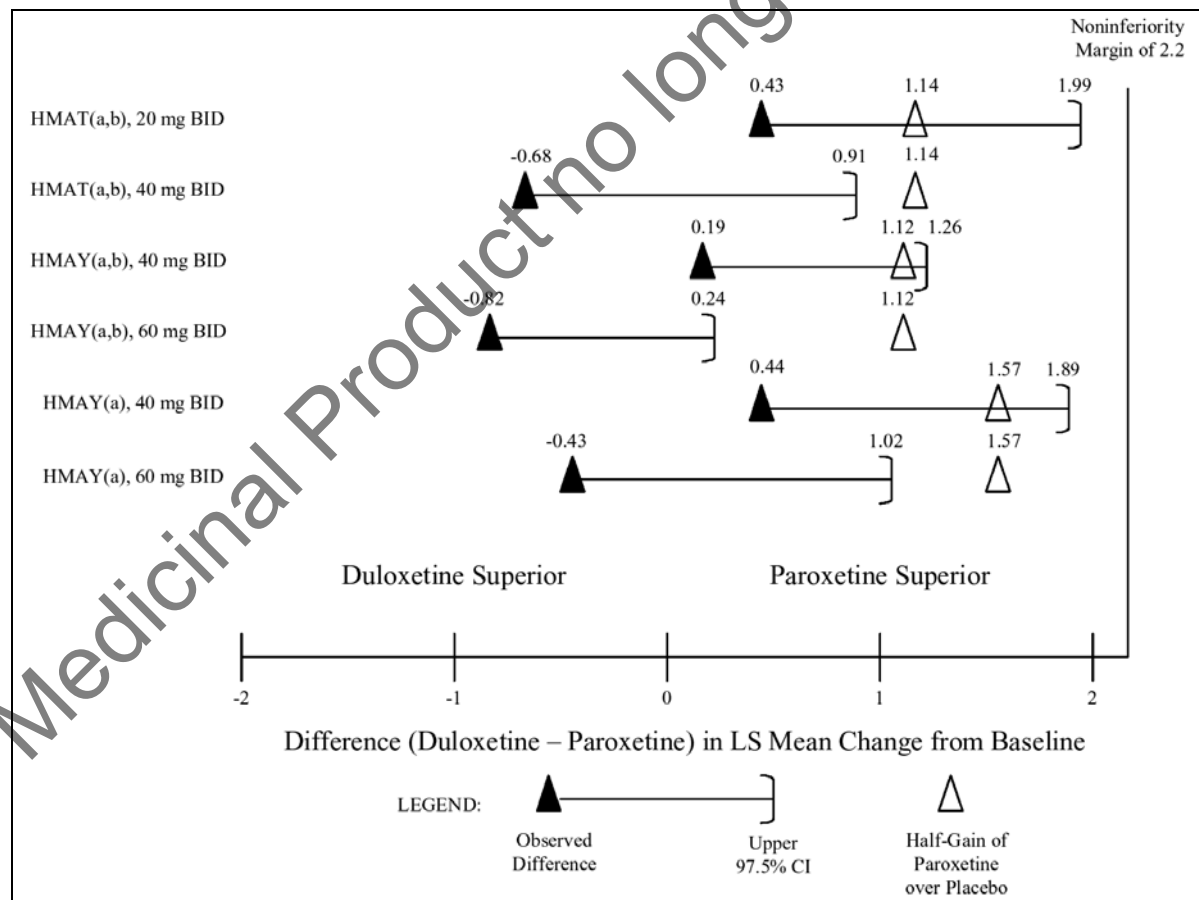 Noninferiority
Margin of 2.2
0.43 1.14 1.99
HMAT(a,b), 20 mg BID
-0.68 0.91 1.14
HMAT(a,b), 40 mg BID
0.19 1.12 1.26
HMAY(a,b), 40 mg BID
-0.82 0.24 1.12
HMAY(a,b), 60 mg BID
0.44 1.57 1.89
HMAY(a), 40 mg BID
-0.43 1.02 1.57
HMAY(a), 60 mg BID
Duloxetine Superior Paroxetine Superior
-2 -1 0 1 2
Difference (Duloxetine – Paroxetine) in LS Mean Change from Baseline
LEGEND:
Observed
Difference
Upper
97.5% CI
Half-Gain of
Paroxetine
over Placebo
Medicinal Product no long